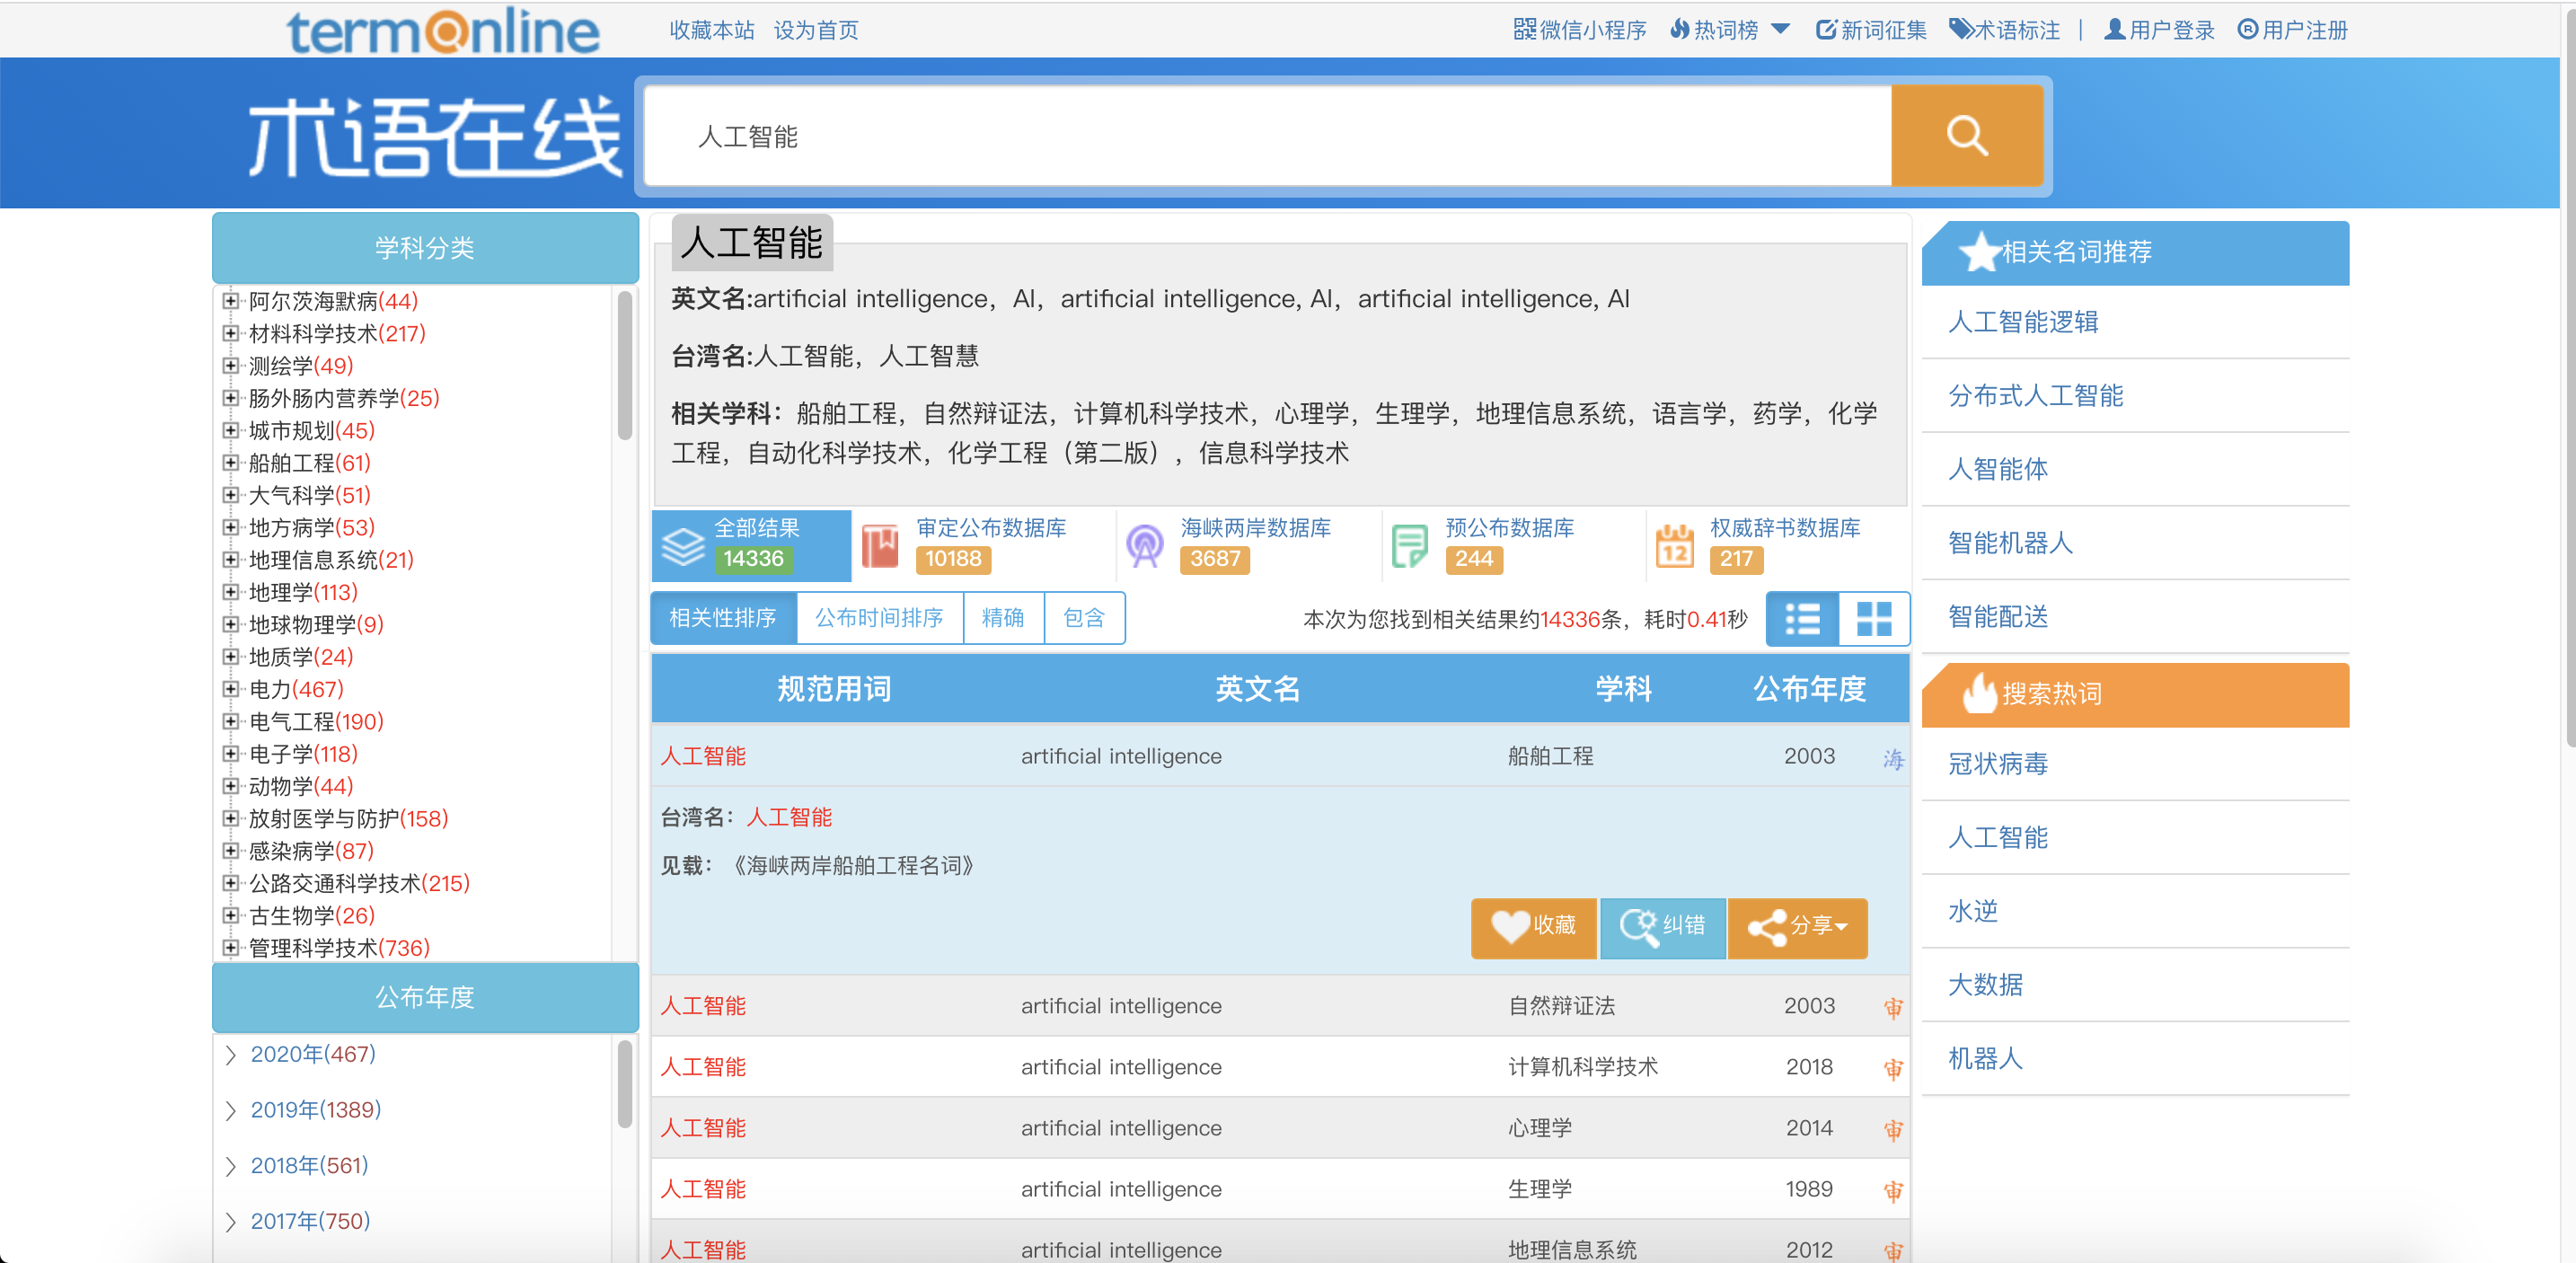 termonline 收藏本站 设为首页 微信小程序 热词榜 新词征集 术语标注 | 用户登录 用户注册
术语在线 人工智能
学科分类
阿尔茨海默病(44)
材料科学技术(217)
测绘学(49)
肠外肠内营养学(25)
城市规划(45)
船舶工程(61)
大气科学(51)
地方病学(53)
地理信息系统(21)
地理学(113)
地球物理学(9)
地质学(24)
电力(467)
电气工程(190)
电子学(118)
动物学(44)
放射医学与防护(158)
感染病学(87)
公路交通科学技术(215)
古生物学(26)
管理科学技术(736)
公布年度
2020年(467)
2019年(1389)
2018年(561)
2017年(750)
人工智能
英文名:artificial intelligence，AI，artificial intelligence, AI，artificial intelligence, AI
台湾名:人工智能，人工智慧
相关学科：船舶工程，自然辩证法，计算机科学技术，心理学，生理学，地理信息系统，语言学，药学，化学
工程，自动化科学技术，化学工程（第二版），信息科学技术
全部结果 14336
审定公布数据库 10188
海峡两岸数据库 3687
预公布数据库 244
12 权威辞书数据库 217
相关性排序 公布时间排序 精确 包含 本次为您找到相关结果约14336条，耗时0.41秒
规范用词 英文名 学科 公布年度
人工智能 artificial intelligence 船舶工程 2003 海
台湾名：人工智能
见载：《海峡两岸船舶工程名词》
收藏 纠错 分享
人工智能 artificial intelligence 自然辩证法 2003 审
人工智能 artificial intelligence 计算机科学技术 2018 审
人工智能 artificial intelligence 心理学 2014 审
人工智能 artificial intelligence 生理学 1989 审
人工智能 artificial intelligence 地理信息系统 2012 审
相关名词推荐
人工智能逻辑
分布式人工智能
人智能体
智能机器人
智能配送
搜索热词
冠状病毒
人工智能
水逆
大数据
机器人